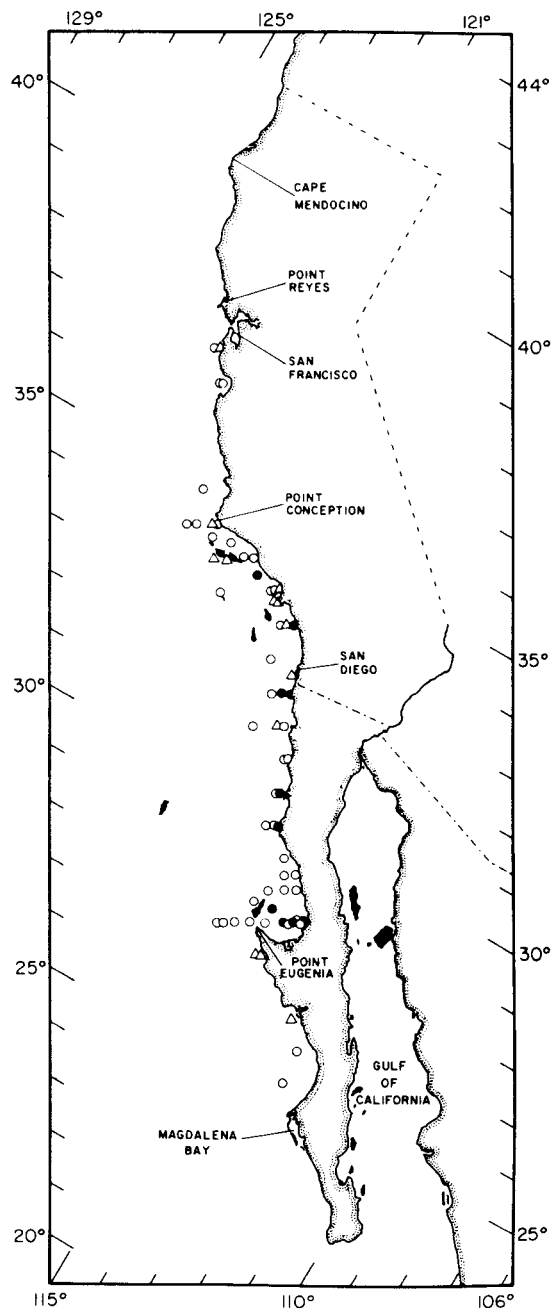 129°
125°
121°
40°
44°
CAPE
MENDOCINO
POINT
REYES
SAN
FRANCISCO
40°
35°
POINT
CONCEPTION
SAN
DIEGO
35°
30°
POINT
EUGENIA
30°
25°
GULF
OF
CALIFORNIA
MAGDALENA
BAY
20°
25°
115°
110°
106°